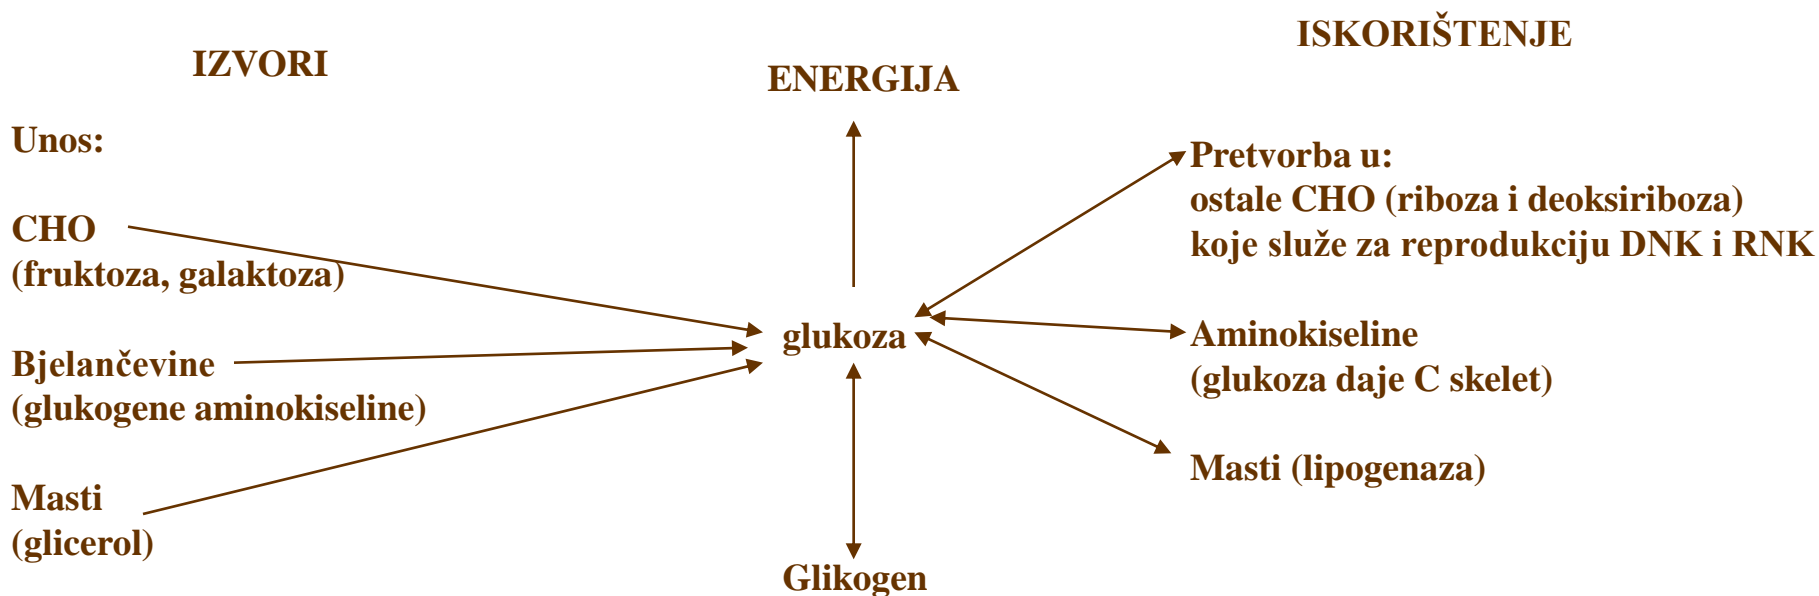 IZVORI
Unos:
CHO
(fruktoza, galaktoza)
Bjelančevine
(glukogene aminokiseline)
Masti
(glicerol)
ENERGIJA
glukoza
Glikogen
ISKORIŠTENJE
Pretvorba u:
ostale CHO (riboza i deoksiriboza)
koje služe za reprodukciju DNK i RNK
Aminokiseline
(glukoza daje C skelet)
Masti (lipogenaza)